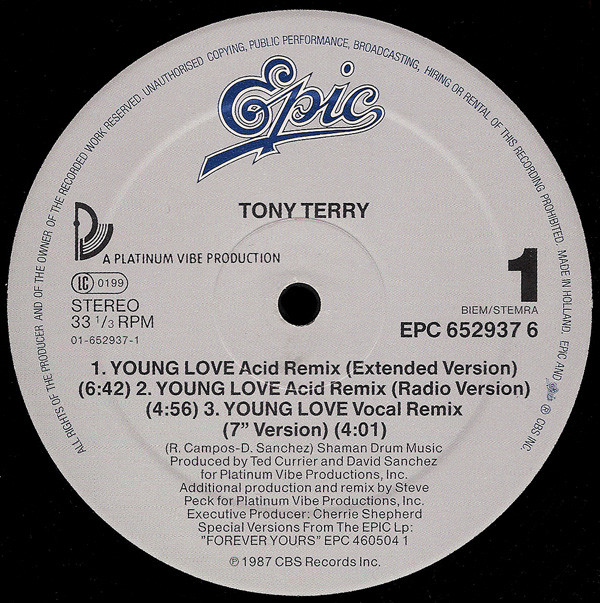 ALL RIGHTS OF THE PRODUCER AND OF THE OWNER OF THE RECORDED WORK RESERVED. UNAUTHORISED COPYING, PUBLIC PERFORMANCE, BROADCASTING, HIRING OR RENTAL OF THIS RECORDING PROHIBITED. MADE IN HOLLAND. EPIC AND
℗ CBS INC.
Epic
TONY TERRY
A PLATINUM VIBE PRODUCTION
LC 0199
STEREO
33 1/3 RPM
01-652937-1
1
BIEM/STEMRA
EPC 652937 6
1. YOUNG LOVE Acid Remix (Extended Version)
(6:42) 2. YOUNG LOVE Acid Remix (Radio Version)
(4:56) 3. YOUNG LOVE Vocal Remix
(7” Version) (4:01)
(R. Campos-D. Sanchez) Shaman Drum Music
Produced by Ted Currier and David Sanchez
for Platinum Vibe Productions, Inc.
Additional production and remix by Steve
Peck for Platinum Vibe Productions, Inc.
Executive Producer: Cherrie Shepherd
Special Versions From The EPIC Lp:
"FOREVER YOURS" EPC 460504 1
℗ 1987 CBS Records Inc.